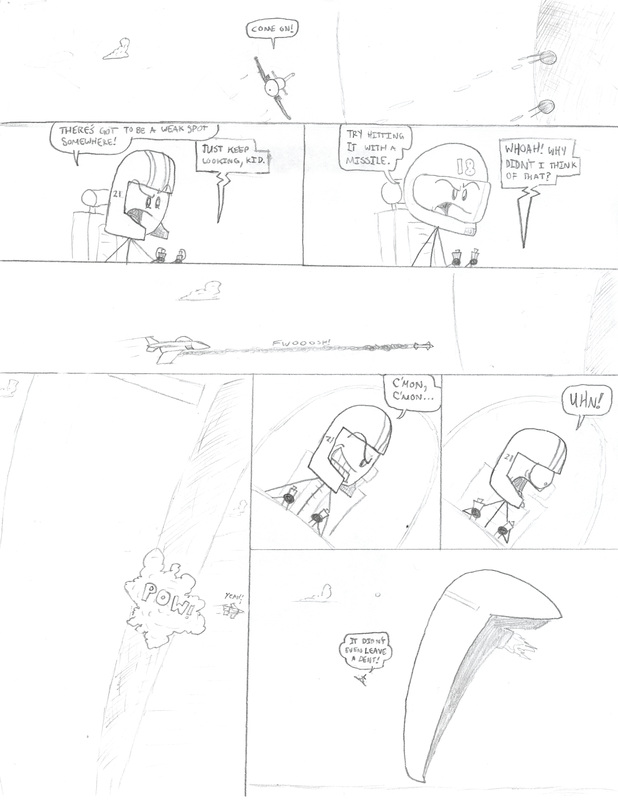 COME ON!
THERE'S GOT TO BE A WEAK SPOT
SOMEWHERE!
JUST KEEP
LOOKING, KID.
21
TRY HITTING
IT WITH A
MISSILE.
18
WHOAH! WHY
DIDN'T I THINK
OF THAT?
FWOOOSH!
POW!
YEAH!
C'MON,
C'MON...
21
UHN!
21
IT DIDN'T
EVEN LEAVE
A DENT!